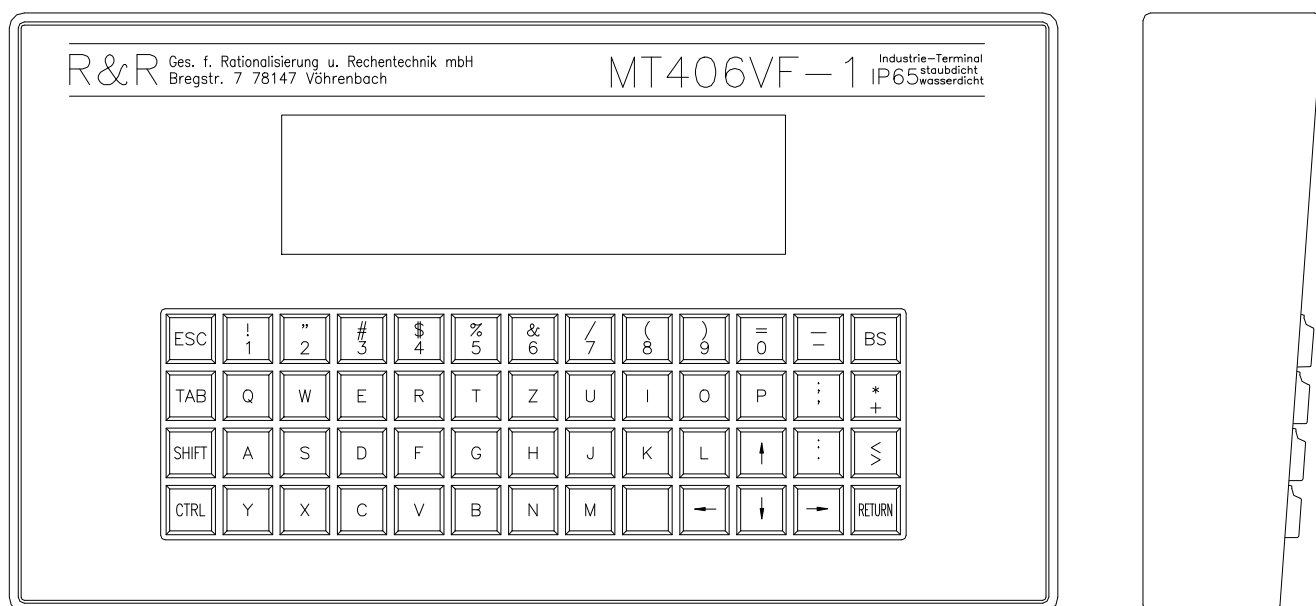 R&R Ges. f. Rationalisierung u. Rechentechnik mbH
Bregstr. 7 78147 Vöhrenbach
MT406VF-1 IP65
Industrie-Terminal
staubdicht
wasserdicht
ESC ! 1 " 2 # 3 $ 4 % 5 & 6 / 7 ( 8 ) 9 = 0 _ - BS
TAB Q W E R T Z U I O P ; , * +
SHIFT A S D F G H J K L ↑ : . < >
CTRL Y X C V B N M ← ↓ → RETURN